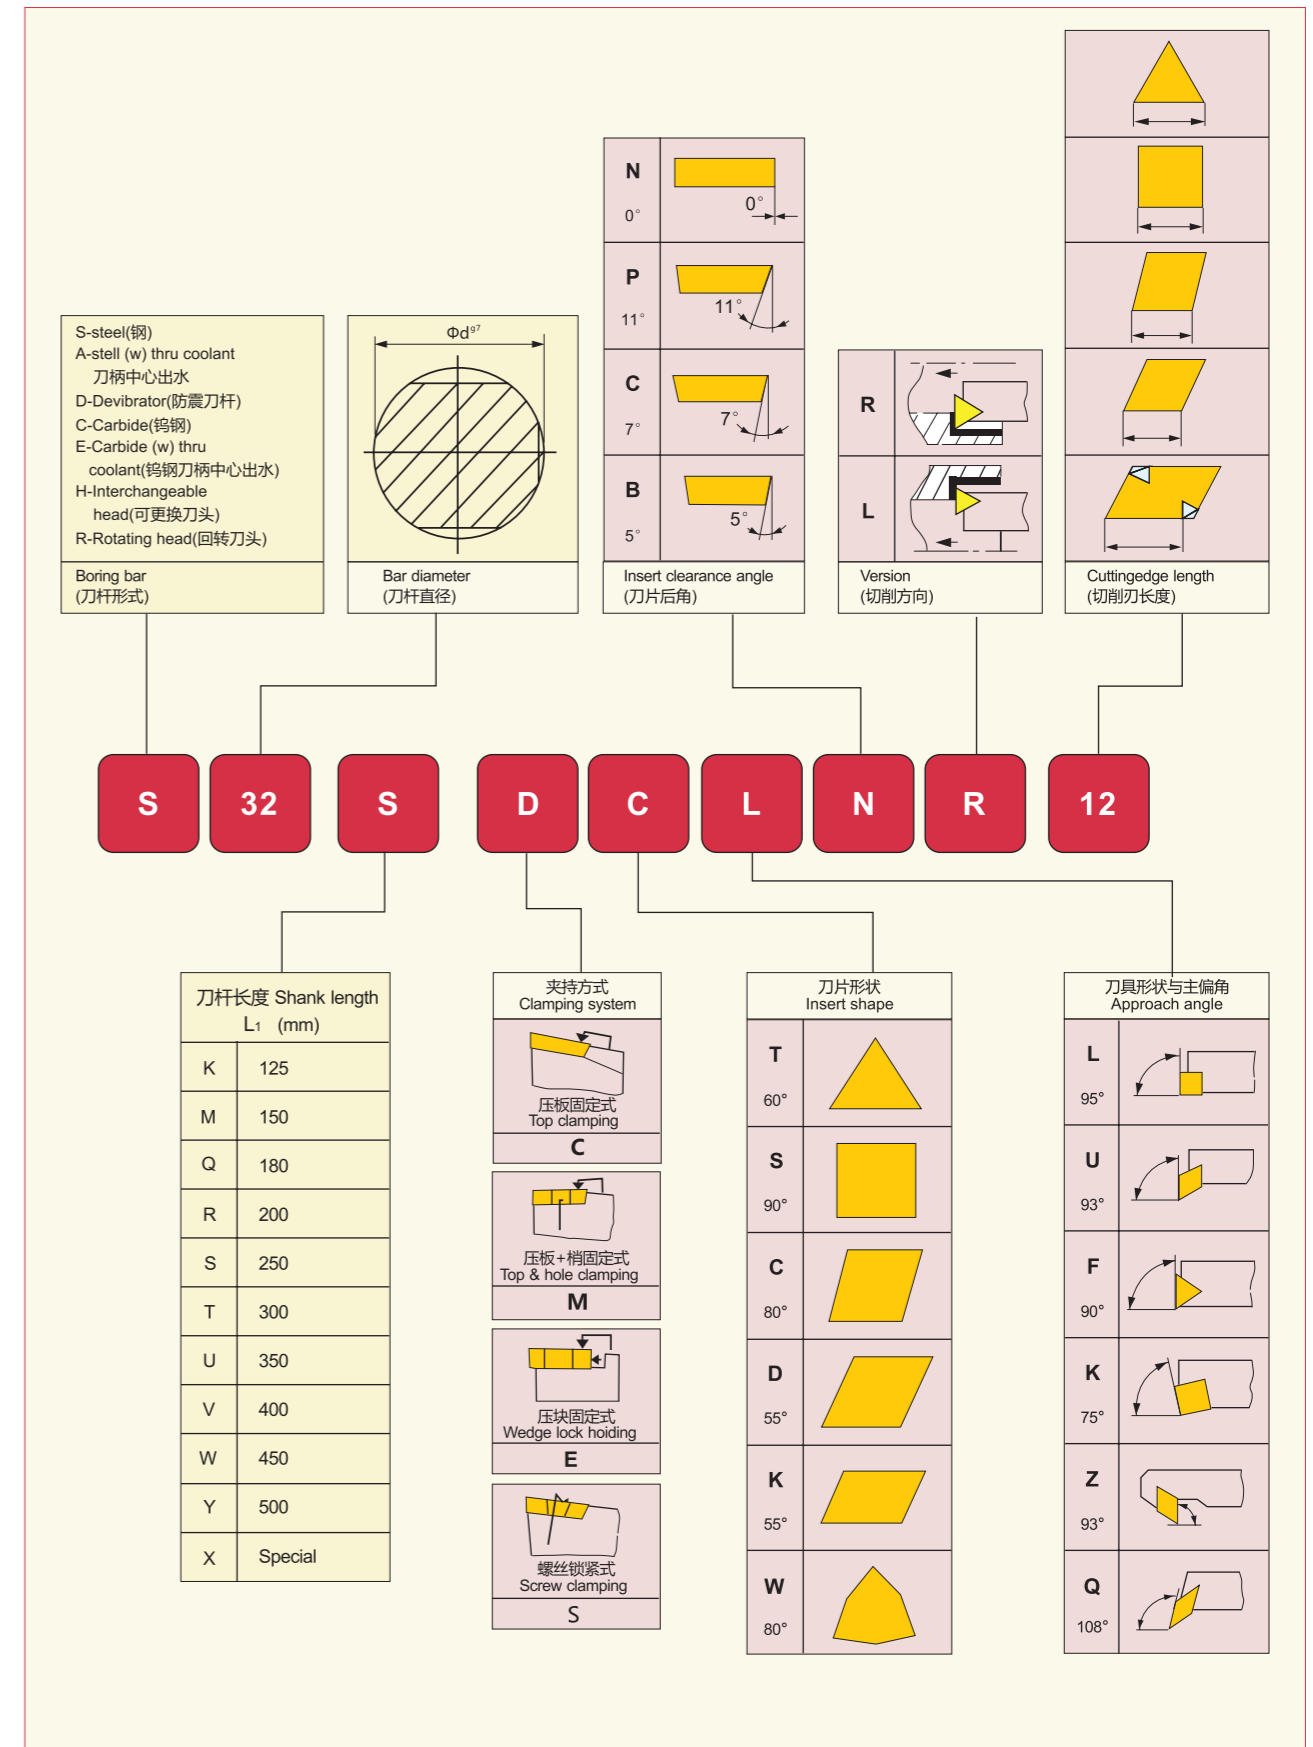 S-steel(钢)
A-stell (w) thru coolant
刀柄中心出水
D-Devibrator(防震刀杆)
C-Carbide(钨钢)
E-Carbide (w) thru
coolant(钨钢刀柄中心出水)
H-Interchangeable
head(可更换刀头)
R-Rotating head(回转刀头)
Boring bar
(刀杆形式)
Φd⁹⁷
Bar diameter
(刀杆直径)
N
0°
0°
P
11°
11°
C
7°
7°
B
5°
5°
Insert clearance angle
(刀片后角)
R
L
Version
(切削方向)
Cuttingedge length
(切削刃长度)
S 32 S D C L N R 12
刀杆长度 Shank length
L1 (mm)
K 125
M 150
Q 180
R 200
S 250
T 300
U 350
V 400
W 450
Y 500
X Special
夹持方式
Clamping system
压板固定式
Top clamping
C
压板+梢固定式
Top & hole clamping
M
压块固定式
Wedge lock hoiding
E
螺丝锁紧式
Screw clamping
S
刀片形状
Insert shape
T
60°
S
90°
C
80°
D
55°
K
55°
W
80°
刀具形状与主偏角
Approach angle
L
95°
U
93°
F
90°
K
75°
Z
93°
Q
108°